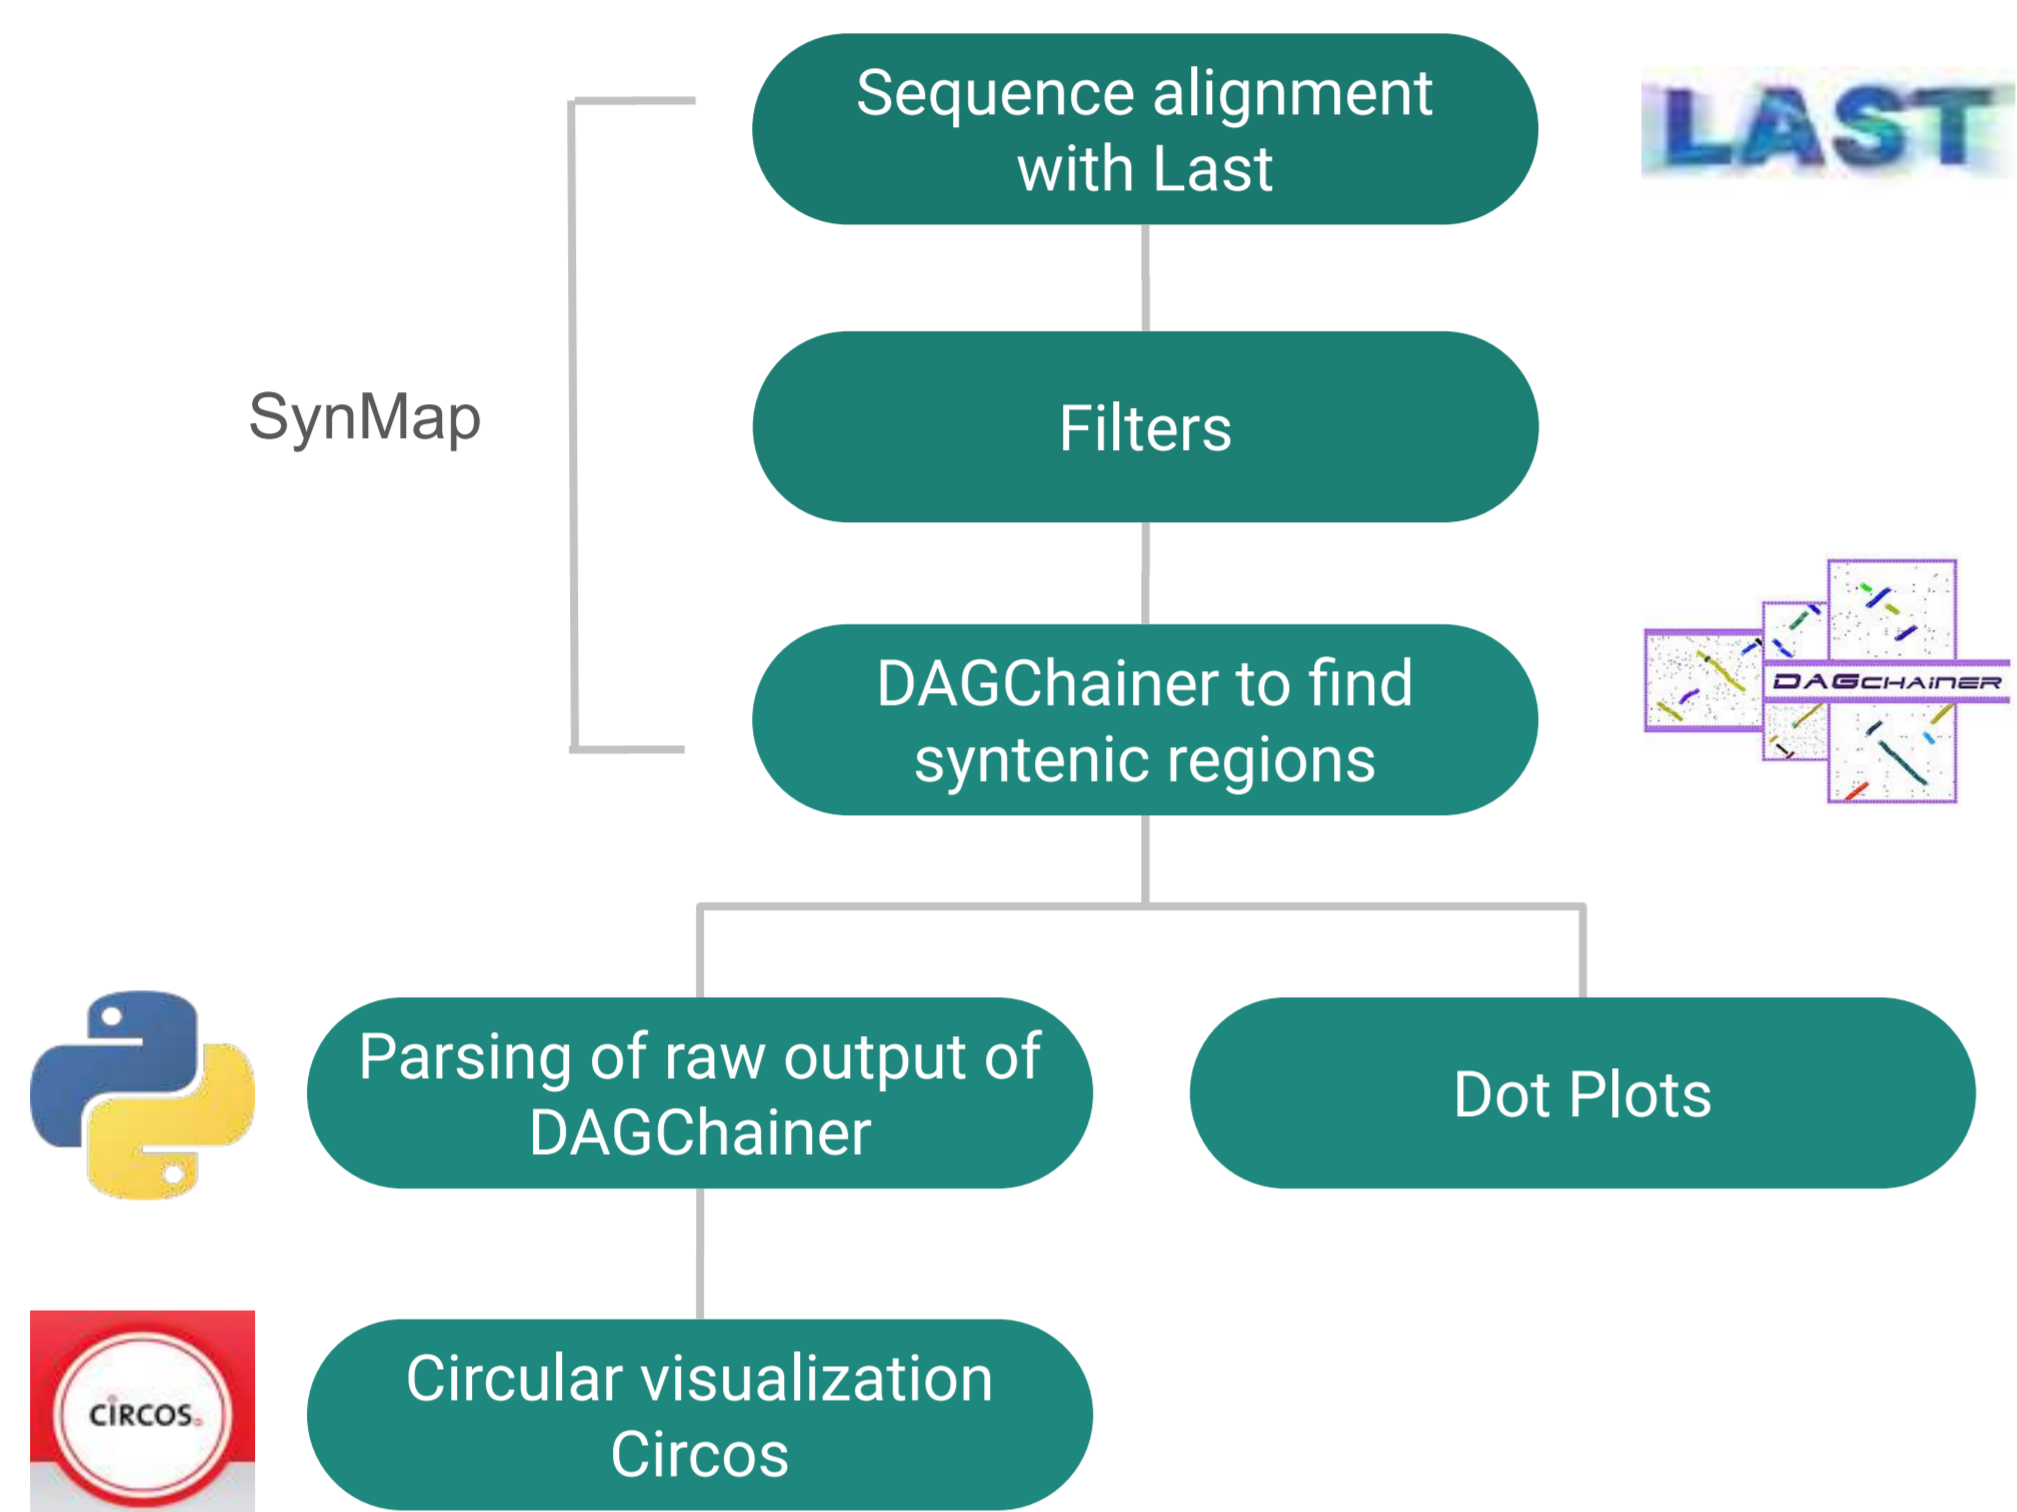 Sequence alignment
with Last
LAST
SynMap
Filters
DAGChainer to find
syntenic regions
DAGCHAINER
Parsing of raw output of
DAGChainer
Dot Plots
CIRCOS
Circular visualization
Circos